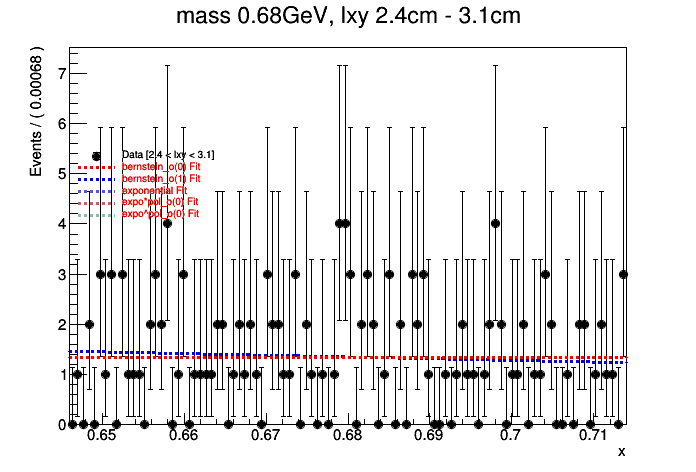 mass 0.68GeV, lxy 2.4cm - 3.1cm
Events / ( 0.00068 )
7
6
5
4
3
2
1
0
Data [2.4 < lxy < 3.1]
bernstein_o(0) Fit
bernstein_o(1) Fit
exponential Fit
expo*pol_o(0) Fit
expo*pol_o(0) Fit
0.65 0.66 0.67 0.68 0.69 0.7 0.71
x